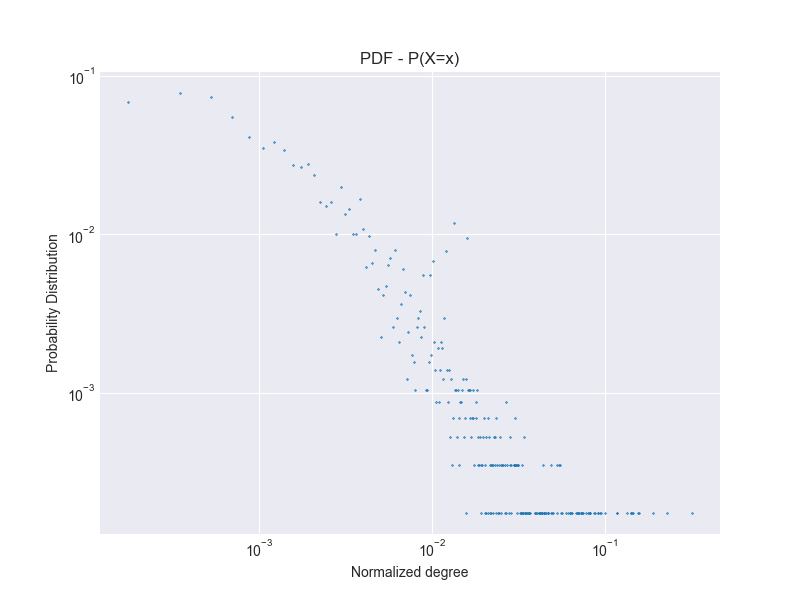 PDF - P(X=x)
10⁻¹
10⁻²
10⁻³
Probability Distribution
10⁻³ 10⁻² 10⁻¹
Normalized degree